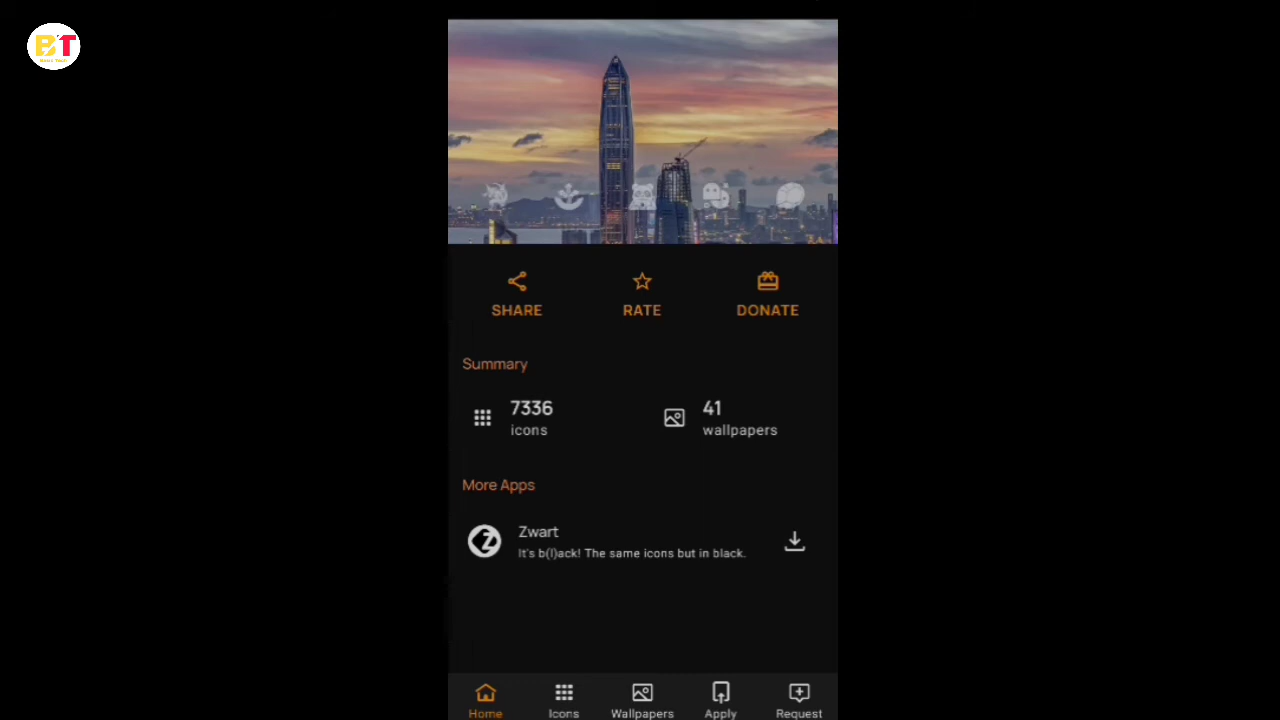 BT
SHARE RATE DONATE
Summary
7336
icons
41
wallpapers
More Apps
Zwart
It's b(l)ack! The same icons but in black.
Home Icons Wallpapers Apply Request